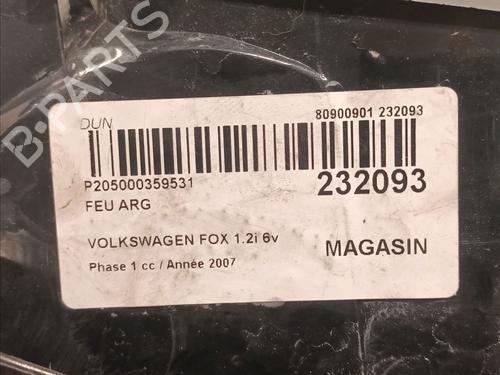 DUN
80900901 232093
P205000359531
232093
FEU ARG
VOLKSWAGEN FOX 1.2i 6v
MAGASIN
Phase 1 cc / Année 2007
B-PARTS